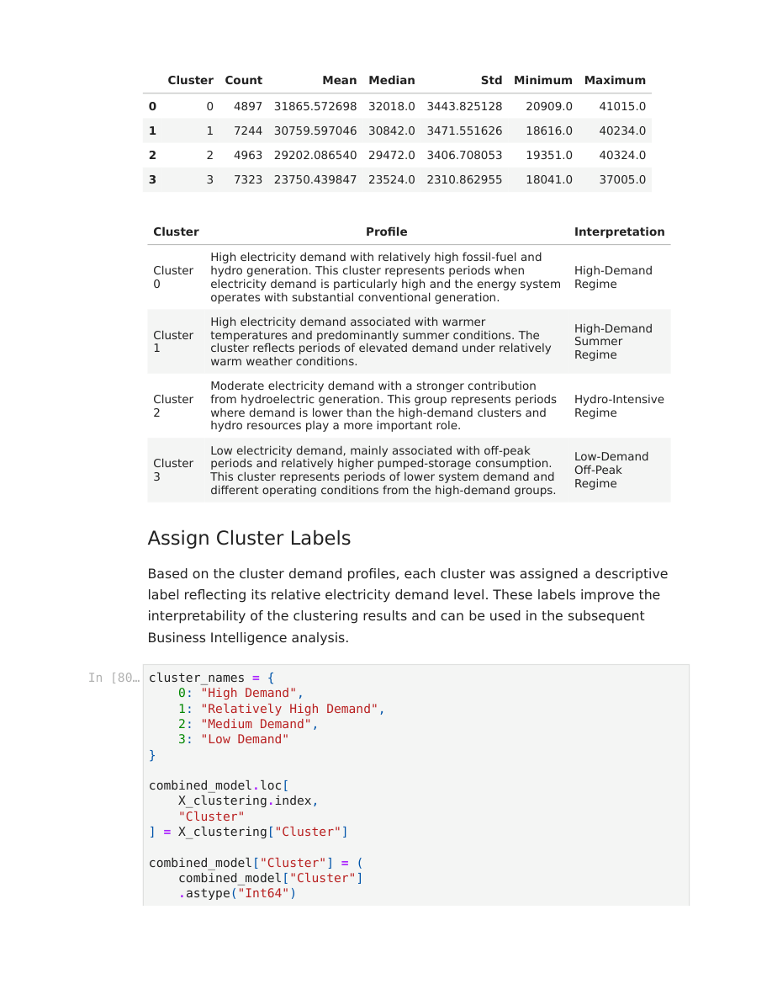 Cluster Count Mean Median Std Minimum Maximum
0 0 4897 31865.572698 32018.0 3443.825128 20909.0 41015.0
1 1 7244 30759.597046 30842.0 3471.551626 18616.0 40234.0
2 2 4963 29202.086540 29472.0 3406.708053 19351.0 40324.0
3 3 7323 23750.439847 23524.0 2310.862955 18041.0 37005.0
Cluster Profile Interpretation
Cluster 0
High electricity demand with relatively high fossil-fuel and
hydro generation. This cluster represents periods when
electricity demand is particularly high and the energy system
operates with substantial conventional generation.
High-Demand
Regime
Cluster 1
High electricity demand associated with warmer
temperatures and predominantly summer conditions. The
cluster reflects periods of elevated demand under relatively
warm weather conditions.
High-Demand
Summer
Regime
Cluster 2
Moderate electricity demand with a stronger contribution
from hydroelectric generation. This group represents periods
where demand is lower than the high-demand clusters and
hydro resources play a more important role.
Hydro-Intensive
Regime
Cluster 3
Low electricity demand, mainly associated with off-peak
periods and relatively higher pumped-storage consumption.
This cluster represents periods of lower system demand and
different operating conditions from the high-demand groups.
Low-Demand
Off-Peak
Regime
Assign Cluster Labels
Based on the cluster demand profiles, each cluster was assigned a descriptive
label reflecting its relative electricity demand level. These labels improve the
interpretability of the clustering results and can be used in the subsequent
Business Intelligence analysis.
In [80…
cluster_names = {
    0: "High Demand",
    1: "Relatively High Demand",
    2: "Medium Demand",
    3: "Low Demand"
}
combined_model.loc[
    X_clustering.index,
    "Cluster"
] = X_clustering["Cluster"]
combined_model["Cluster"] = (
    combined_model["Cluster"]
    .astype("Int64")